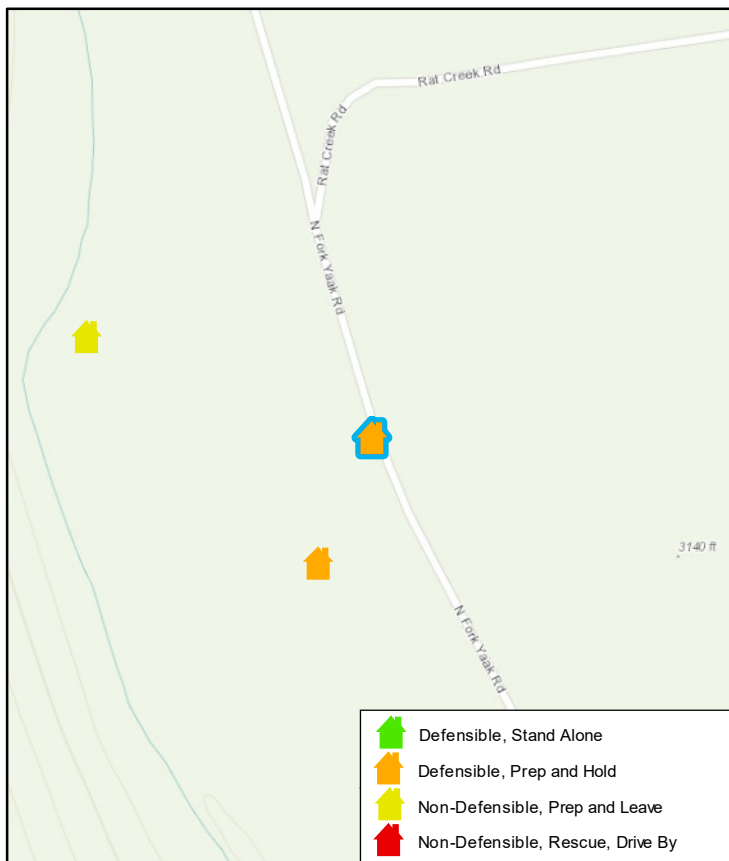 Rat Creek Rd
Rat Creek Rd
N Fork Yaak Rd
3140 ft
N Fork Yaak Rd
Defensible, Stand Alone
Defensible, Prep and Hold
Non-Defensible, Prep and Leave
Non-Defensible, Rescue, Drive By